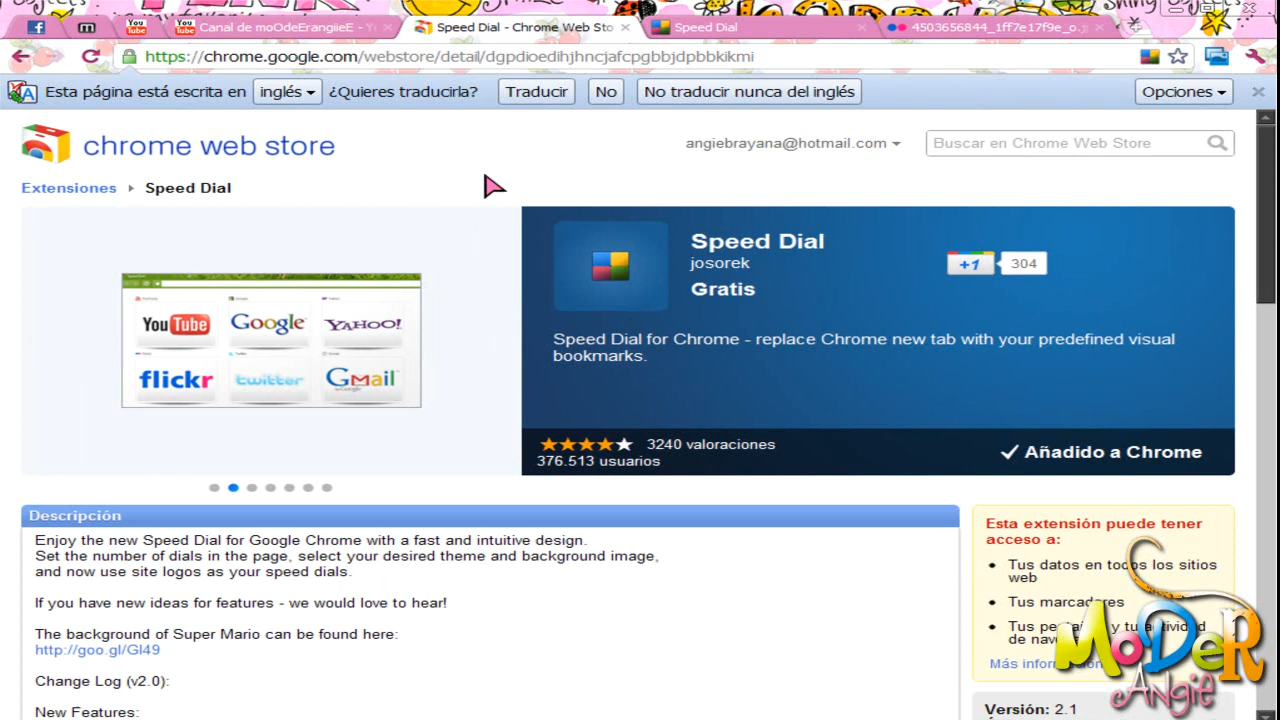 Canal de moOdeErangiieE - Y
Speed Dial - Chrome Web Sto
Speed Dial
4503656844_1ff7e17f9e_o.j
https://chrome.google.com/webstore/detail/dgpdioedihjhncjafcpgbbjdpbbkikmi
Esta página está escrita en inglés ¿Quieres traducirla? Traducir No No traducir nunca del inglés Opciones
chrome web store
angiebrayana@hotmail.com
Buscar en Chrome Web Store
Extensiones Speed Dial
YouTube Google YAHOO!
flickr twitter Gmail
Speed Dial
josorek
Gratis
+1 304
Speed Dial for Chrome - replace Chrome new tab with your predefined visual
bookmarks.
3240 valoraciones
376.513 usuarios
Añadido a Chrome
Descripción
Enjoy the new Speed Dial for Google Chrome with a fast and intuitive design.
Set the number of dials in the page, select your desired theme and background image,
and now use site logos as your speed dials.
If you have new ideas for features - we would love to hear!
The background of Super Mario can be found here:
http://goo.gl/Gl49
Change Log (v2.0):
New Features:
Esta extensión puede tener
acceso a:
Tus datos en todos los sitios
web
Tus marcadores
Tus y tu actividad
de
Más
Versión: 2.1
MoDeR
Angie